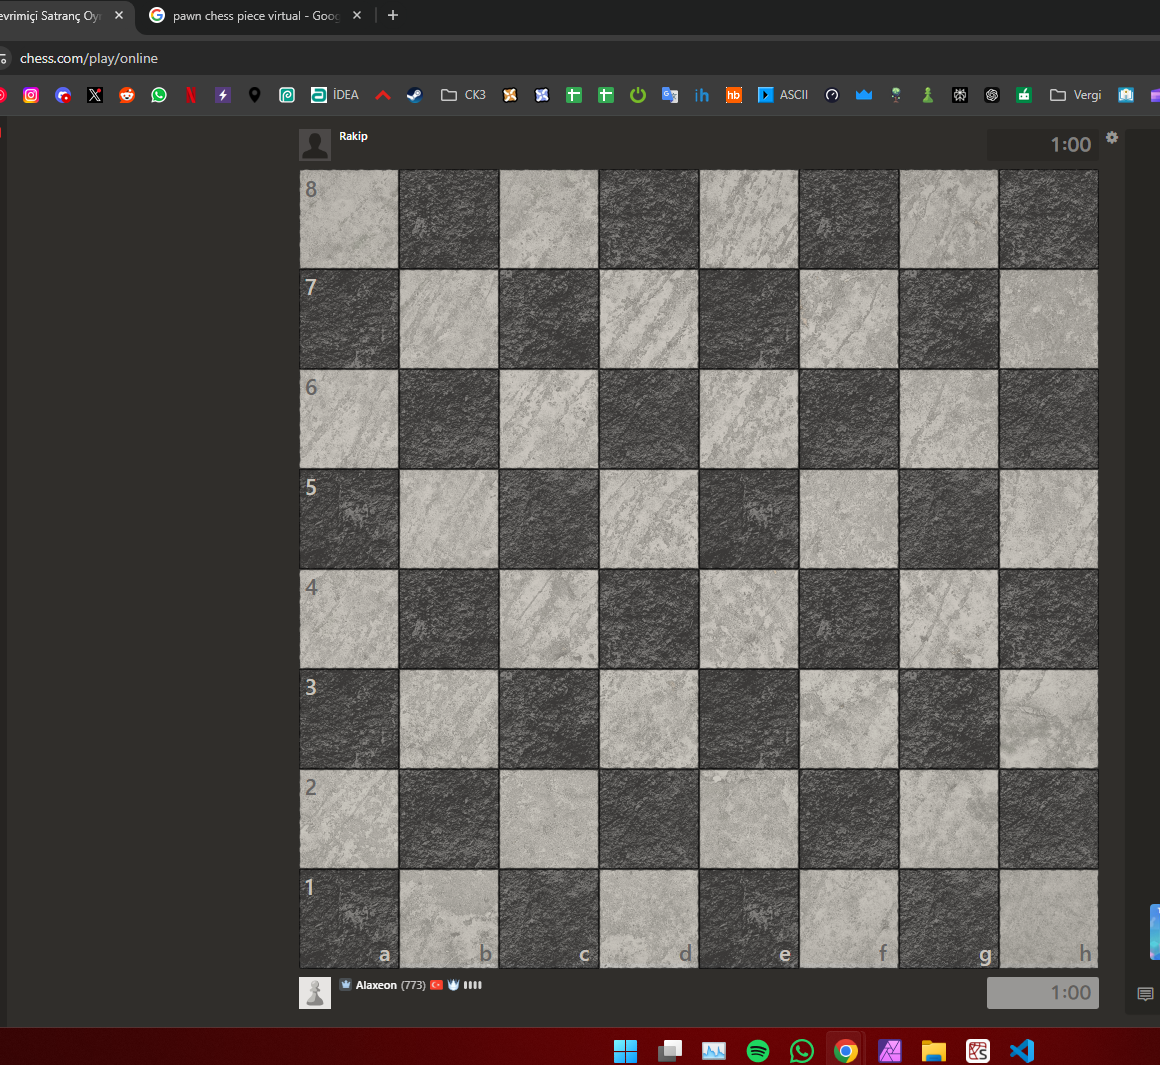 evrimiçi Satranç Oy
pawn chess piece virtual - Goog
chess.com/play/online
İDEA
CK3
ih
hb
ASCII
Vergi
Rakip
1:00
8
7
6
5
4
3
2
1
a b c d e f g h
Alaxeon (773)
1:00